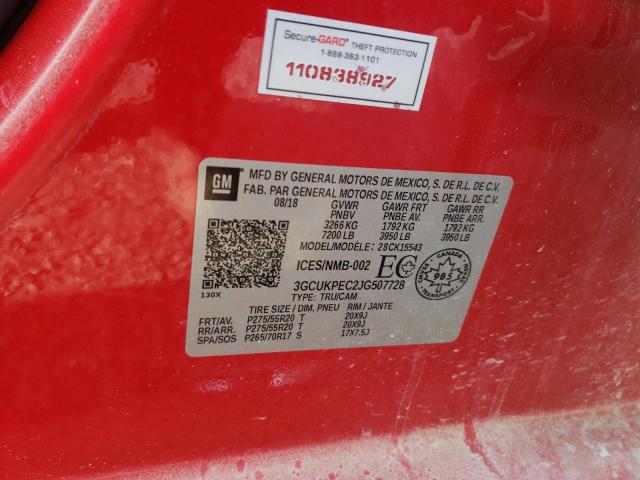 Secure-GARD® THEFT PROTECTION
1-888-363-1101
110838927
GM
MFD BY GENERAL MOTORS DE MEXICO, S. DE R.L. DE C.V.
FAB. PAR GENERAL MOTORS DE MEXICO, S. DE R.L. DE C.V.
08/18 GVWR GAWR FRT GAWR RR
PNBV PNBE AV. PNBE ARR.
3266 KG 1792 KG 1792 KG
7200 LB 3950 LB 3950 LB
MODEL/MODÈLE: 28CK15543
ICES/NMB-002 EC
CANADA 985 TRANSPORT
3GCUKPEC2JG507728
130X
TYPE: TRU/CAM
TIRE SIZE / DIM. PNEU RIM / JANTE
FRT/AV. P275/55R20 T 20X9J
RR/ARR. P275/55R20 T 20X9J
SPA/SOS P265/70R17 S 17X7.5J